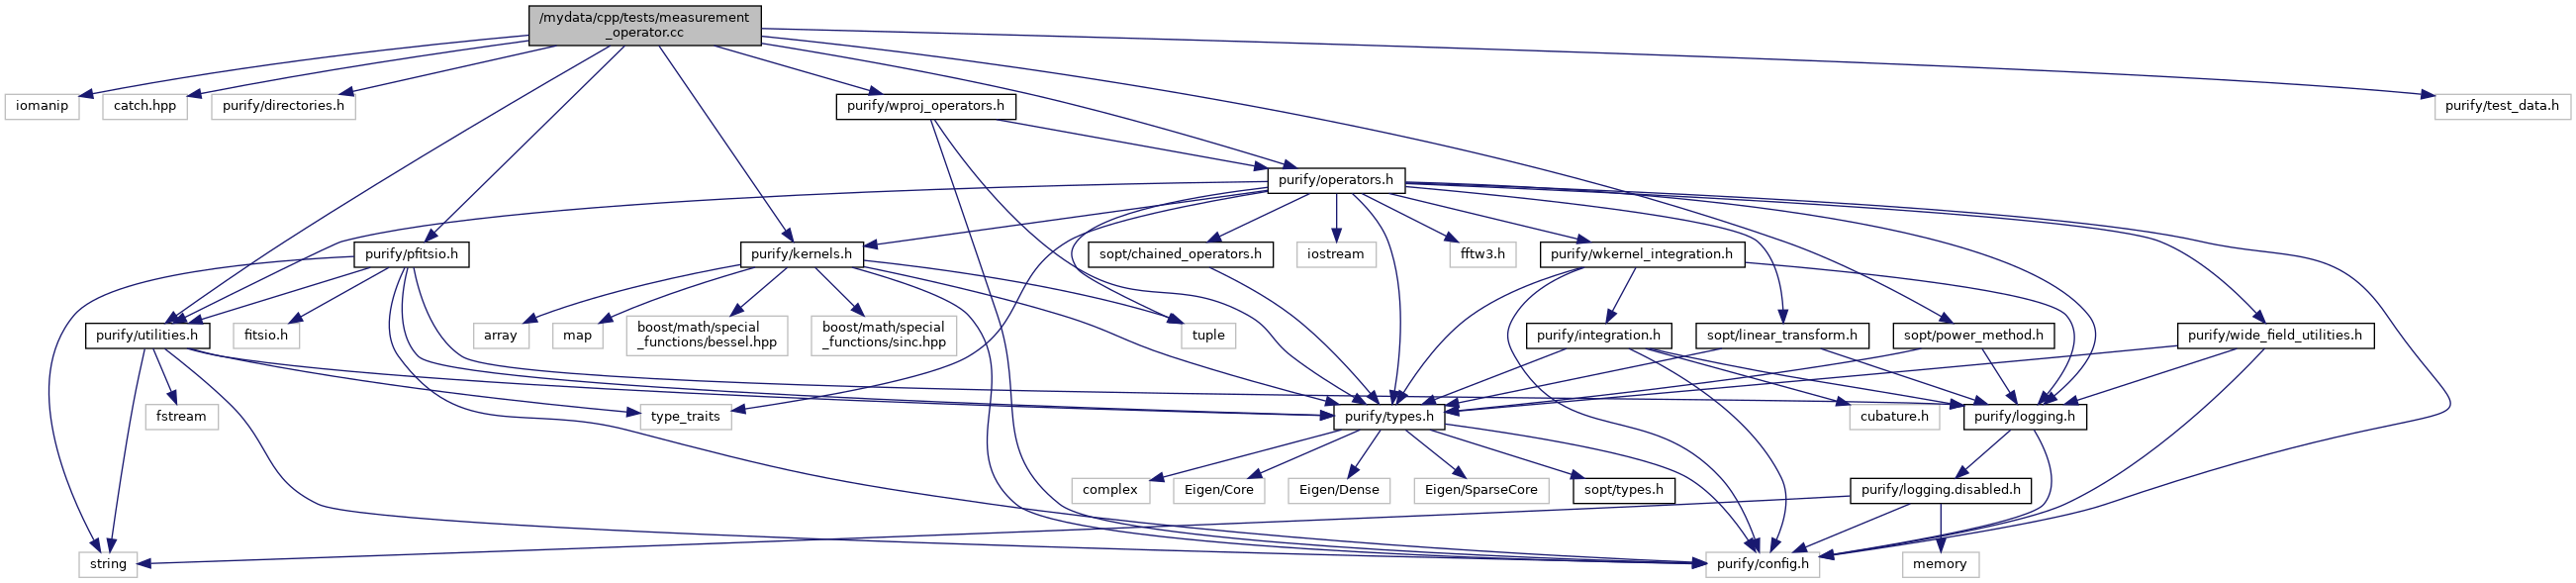 /mydata/cpp/tests/measurement
_operator.cc
iomanip
catch.hpp
purify/directories.h
purify/wproj_operators.h
purify/test_data.h
purify/operators.h
purify/pfitsio.h
purify/kernels.h
sopt/chained_operators.h
iostream
fftw3.h
purify/wkernel_integration.h
purify/utilities.h
fitsio.h
array
map
boost/math/special
_functions/bessel.hpp
boost/math/special
_functions/sinc.hpp
tuple
purify/integration.h
sopt/linear_transform.h
sopt/power_method.h
purify/wide_field_utilities.h
fstream
type_traits
purify/types.h
cubature.h
purify/logging.h
complex
Eigen/Core
Eigen/Dense
Eigen/SparseCore
sopt/types.h
purify/logging.disabled.h
string
purify/config.h
memory